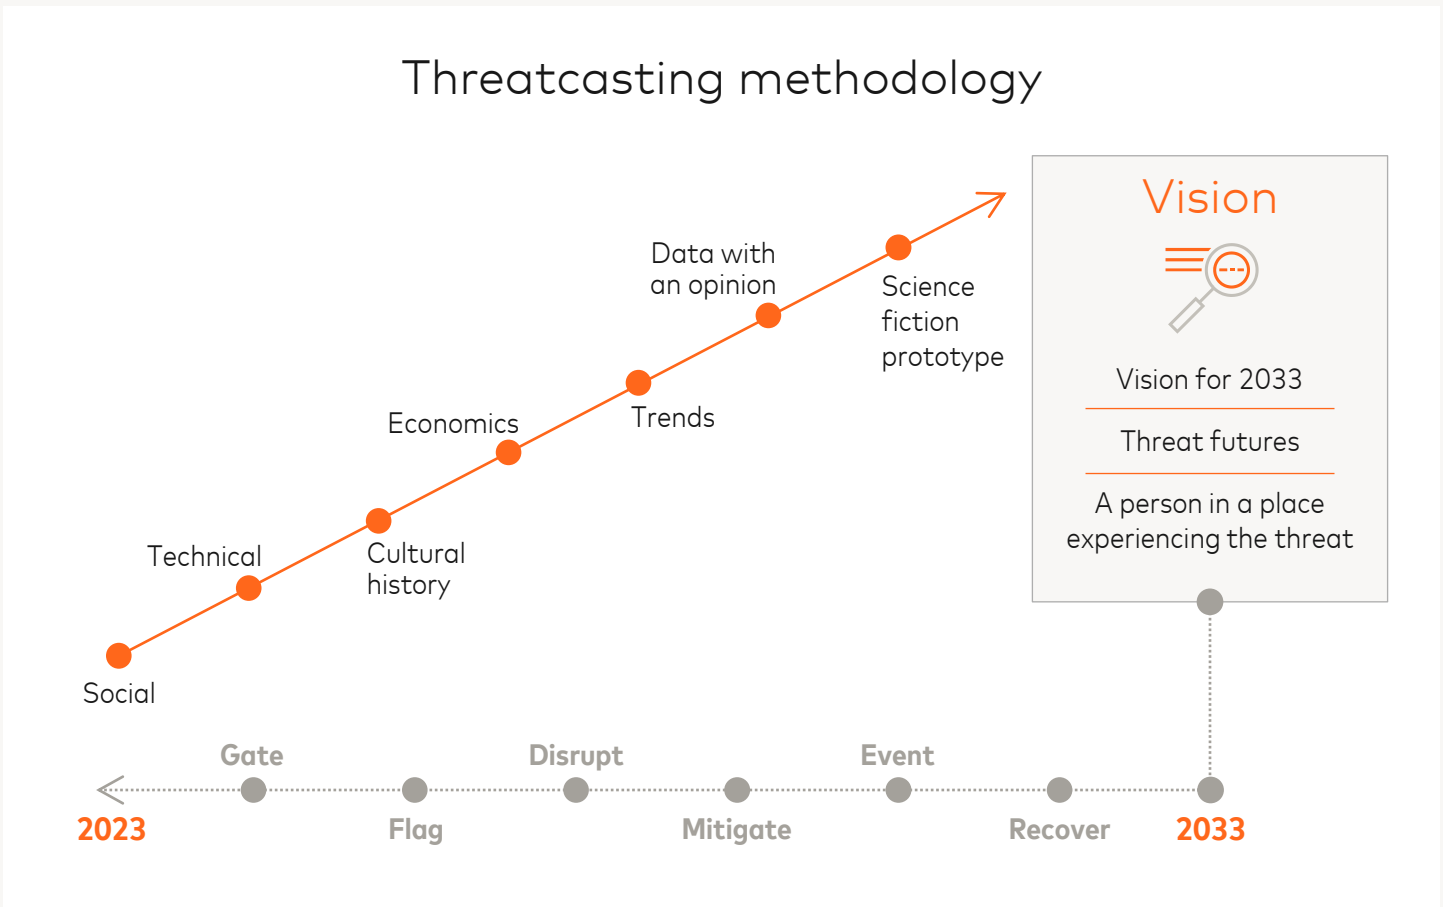 Threatcasting methodology
Social
Technical
Cultural
history
Economics
Trends
Data with
an opinion
Science
fiction
prototype
Vision
Vision for 2033
Threat futures
A person in a place
experiencing the threat
2023
Gate
Flag
Disrupt
Mitigate
Event
Recover
2033